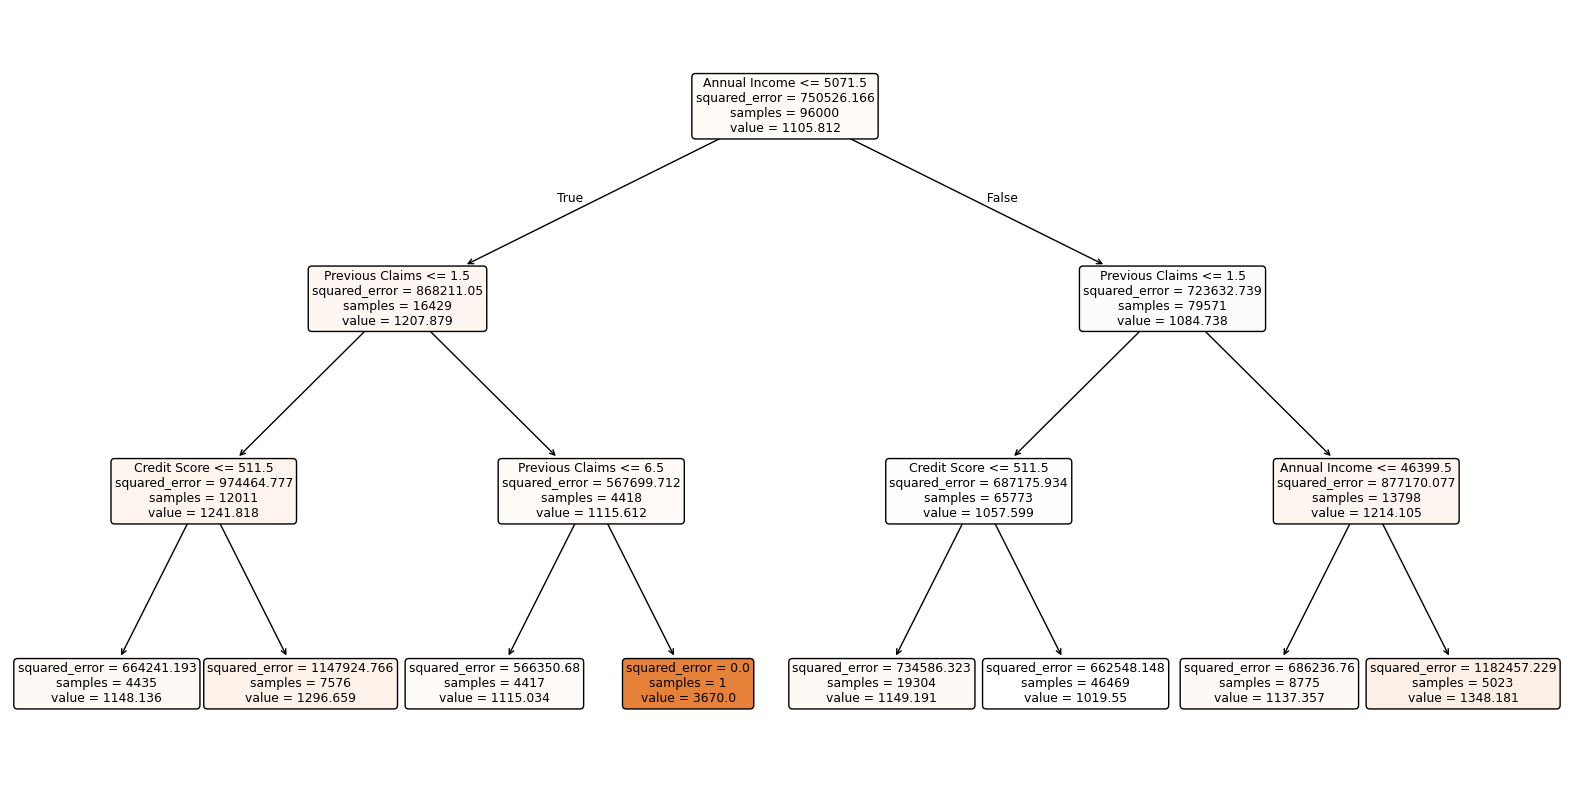 Annual Income <= 5071.5
squared_error = 750526.166
samples = 96000
value = 1105.812
True
False
Previous Claims <= 1.5
squared_error = 868211.05
samples = 16429
value = 1207.879
Previous Claims <= 1.5
squared_error = 723632.739
samples = 79571
value = 1084.738
Credit Score <= 511.5
squared_error = 974464.777
samples = 12011
value = 1241.818
Previous Claims <= 6.5
squared_error = 567699.712
samples = 4418
value = 1115.612
Credit Score <= 511.5
squared_error = 687175.934
samples = 65773
value = 1057.599
Annual Income <= 46399.5
squared_error = 877170.077
samples = 13798
value = 1214.105
squared_error = 664241.193
samples = 4435
value = 1148.136
squared_error = 1147924.766
samples = 7576
value = 1296.659
squared_error = 566350.68
samples = 4417
value = 1115.034
squared_error = 0.0
samples = 1
value = 3670.0
squared_error = 734586.323
samples = 19304
value = 1149.191
squared_error = 662548.148
samples = 46469
value = 1019.55
squared_error = 686236.76
samples = 8775
value = 1137.357
squared_error = 1182457.229
samples = 5023
value = 1348.181